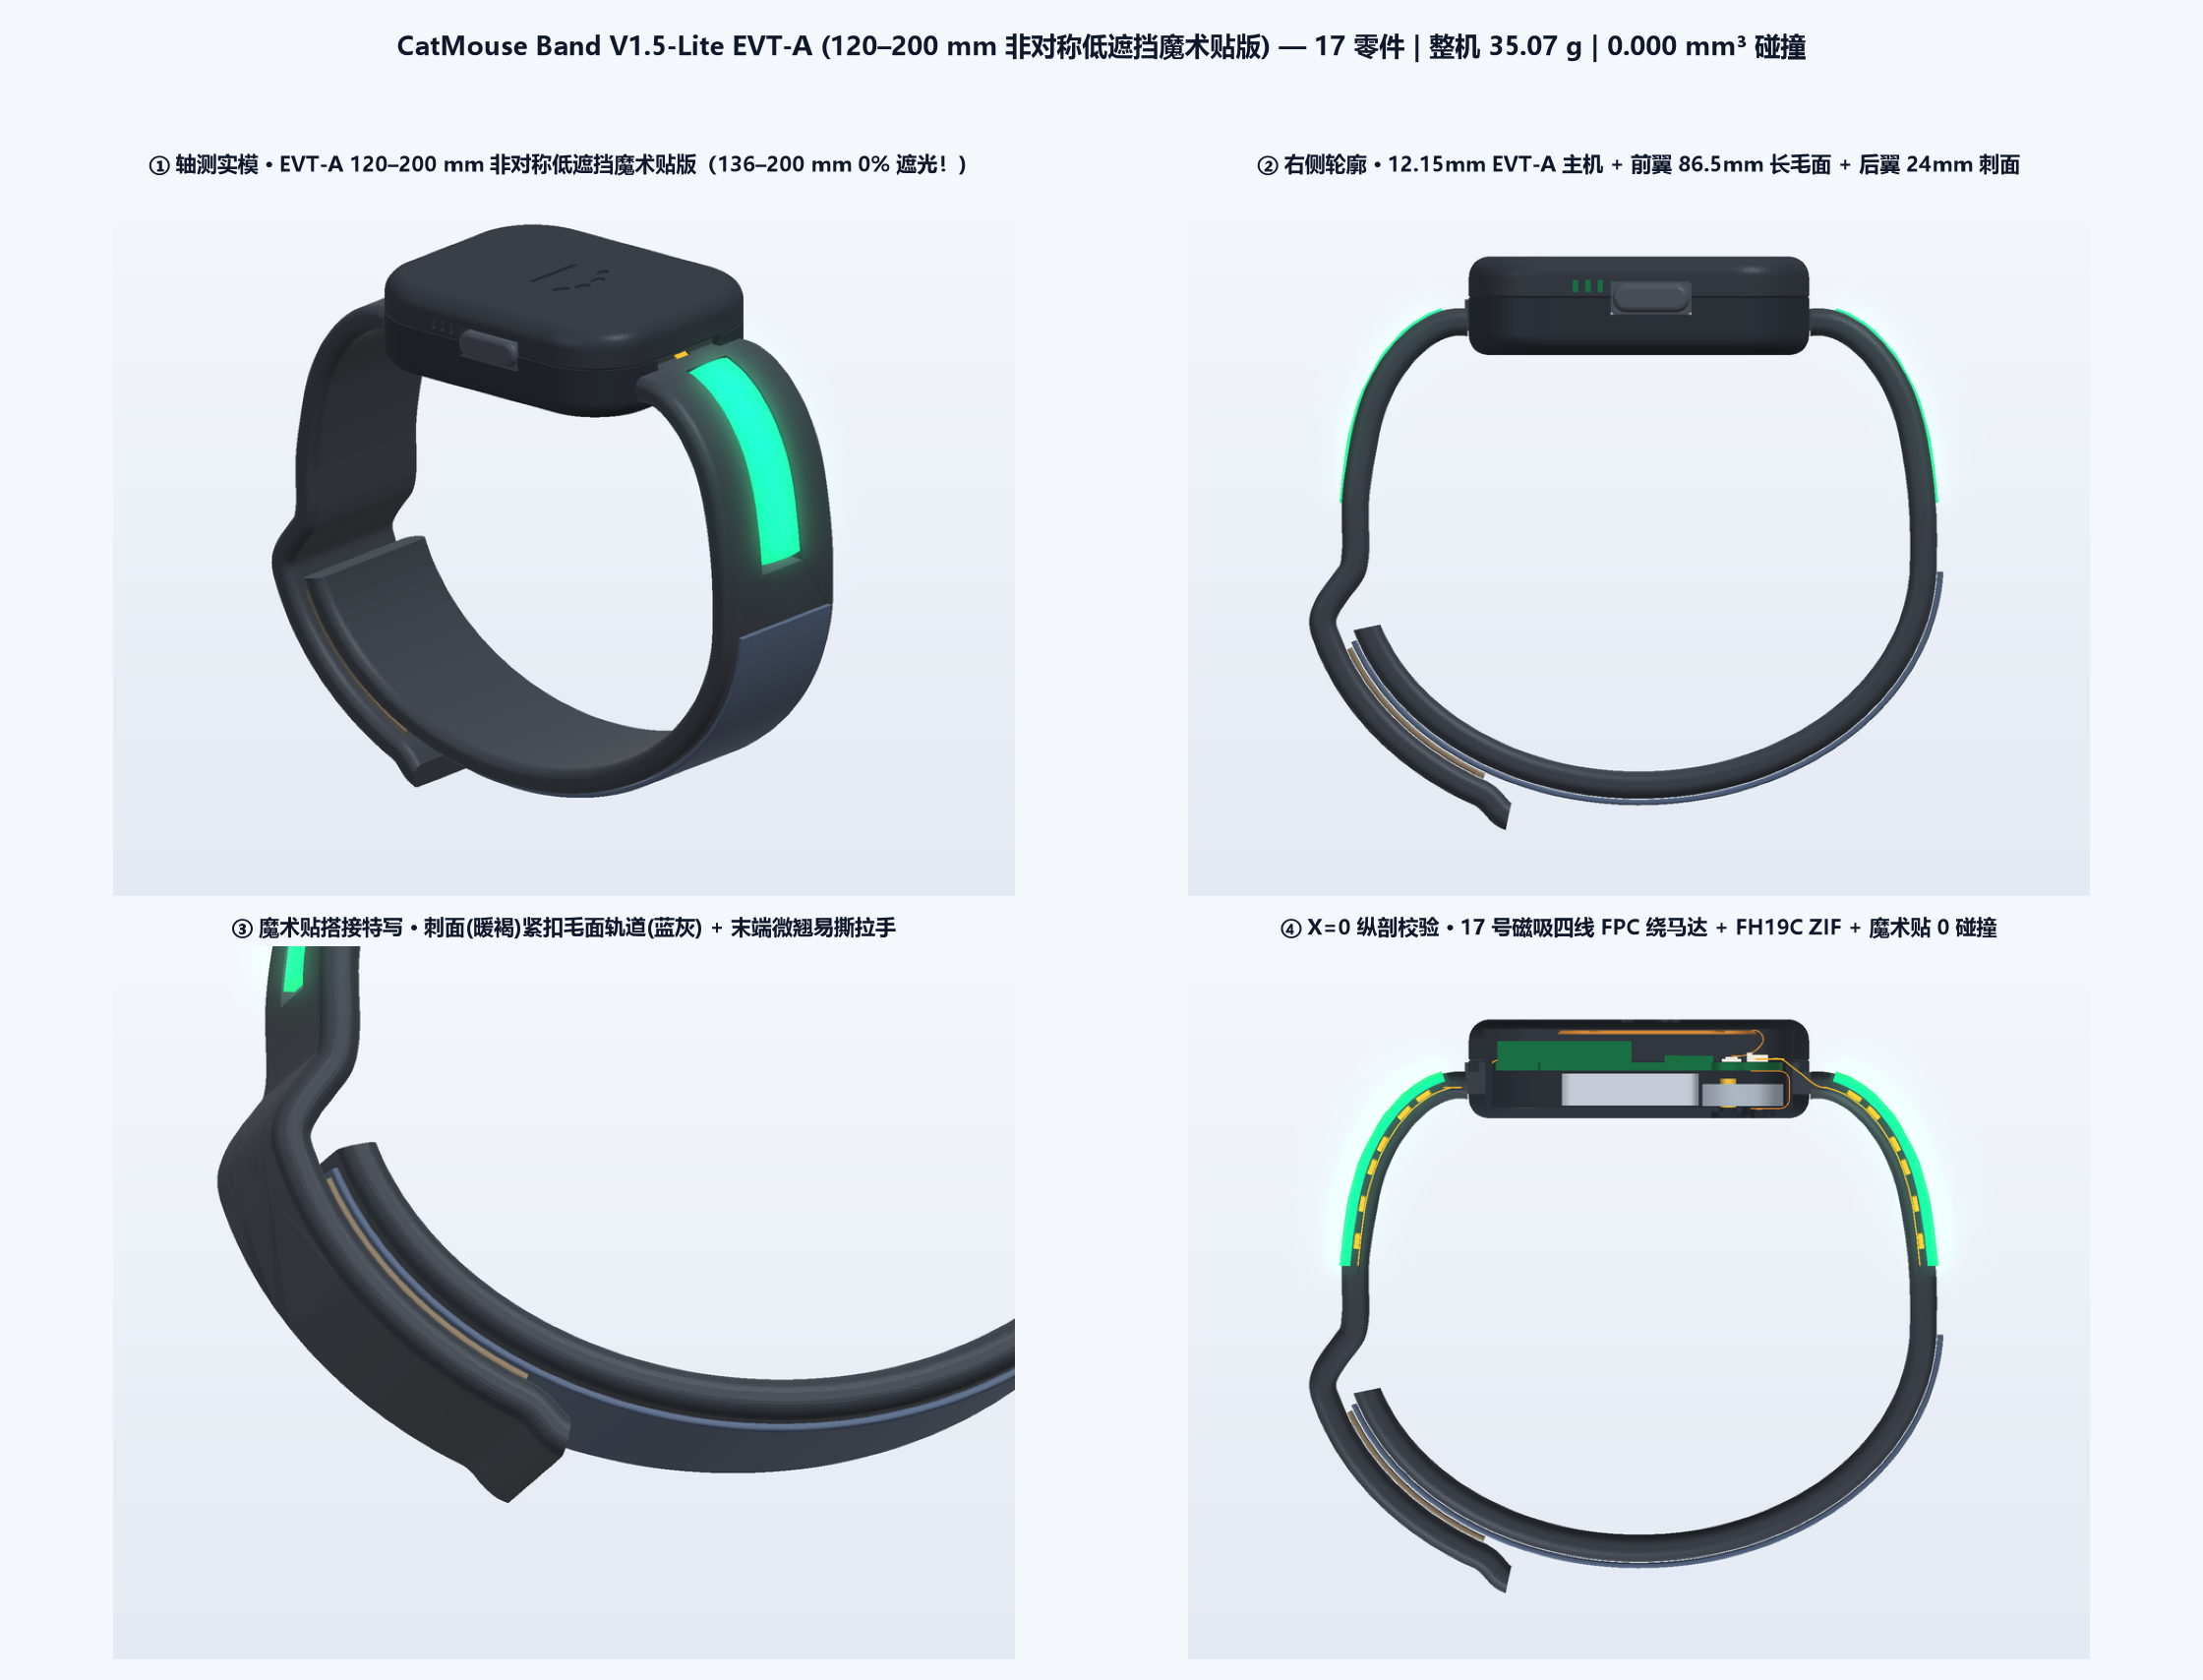 CatMouse Band V1.5-Lite EVT-A (120–200 mm 非对称低遮挡魔术贴版) — 17 零件 | 整机 35.07 g | 0.000 mm³ 碰撞
① 轴测实模 • EVT-A 120–200 mm 非对称低遮挡魔术贴版（136–200 mm 0% 遮光！）
② 右侧轮廓 • 12.15mm EVT-A 主机 + 前翼 86.5mm 长毛面 + 后翼 24mm 刺面
③ 魔术贴搭接特写 • 刺面(暖褐)紧扣毛面轨道(蓝灰) + 末端微翘易撕拉手
④ X=0 纵剖校验 • 17 号磁吸四线 FPC 绕马达 + FH19C ZIF + 魔术贴 0 碰撞